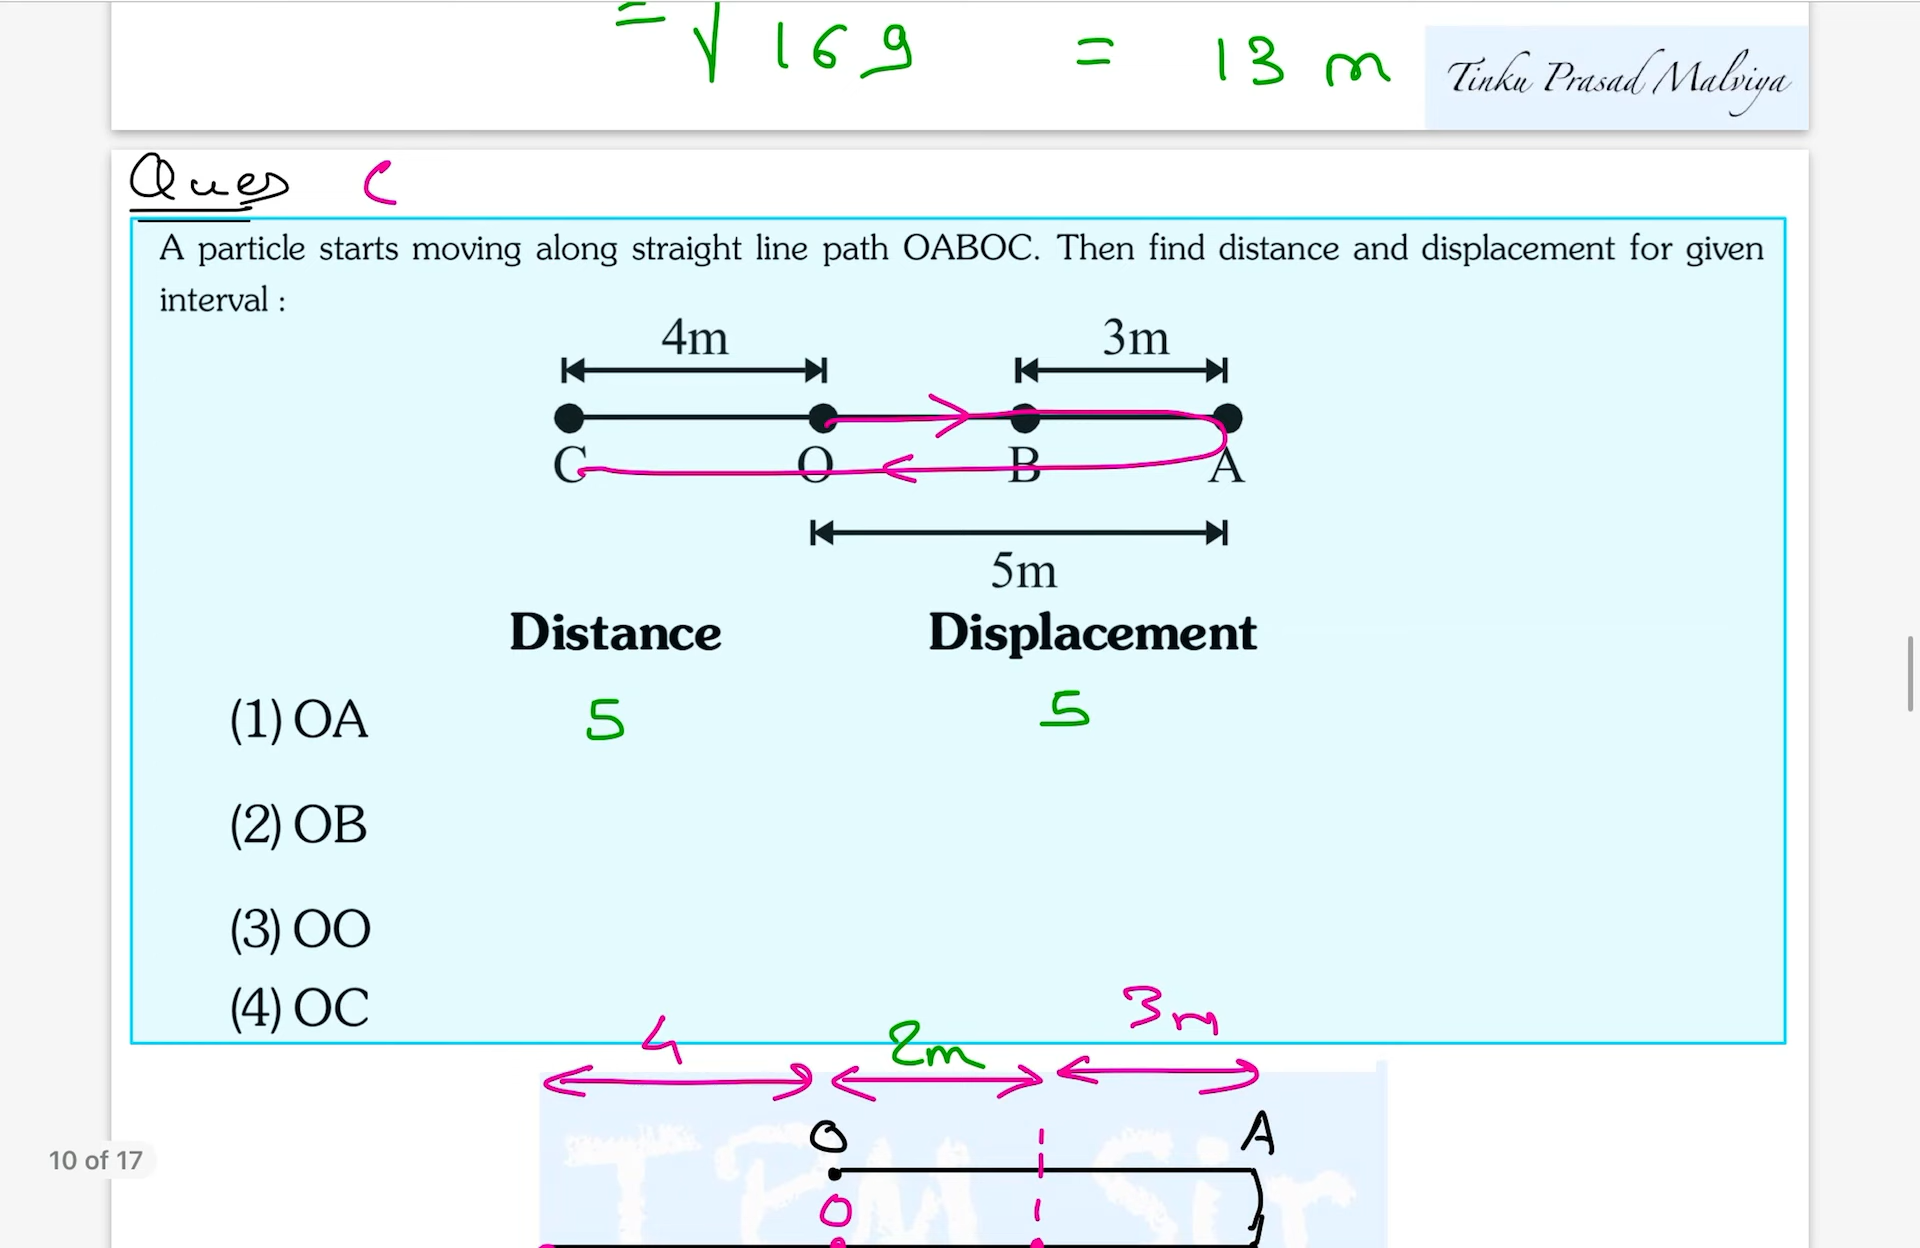 = √169 = 13 m
Tinku Prasad Malviya
Ques C
A particle starts moving along straight line path OABOC. Then find distance and displacement for given
interval :
4m 3m
C O B A
5m
Distance Displacement
(1) OA 5 5
(2) OB
(3) OO
(4) OC
4 2m 3m
O A
TPM Sir
O
10 of 17